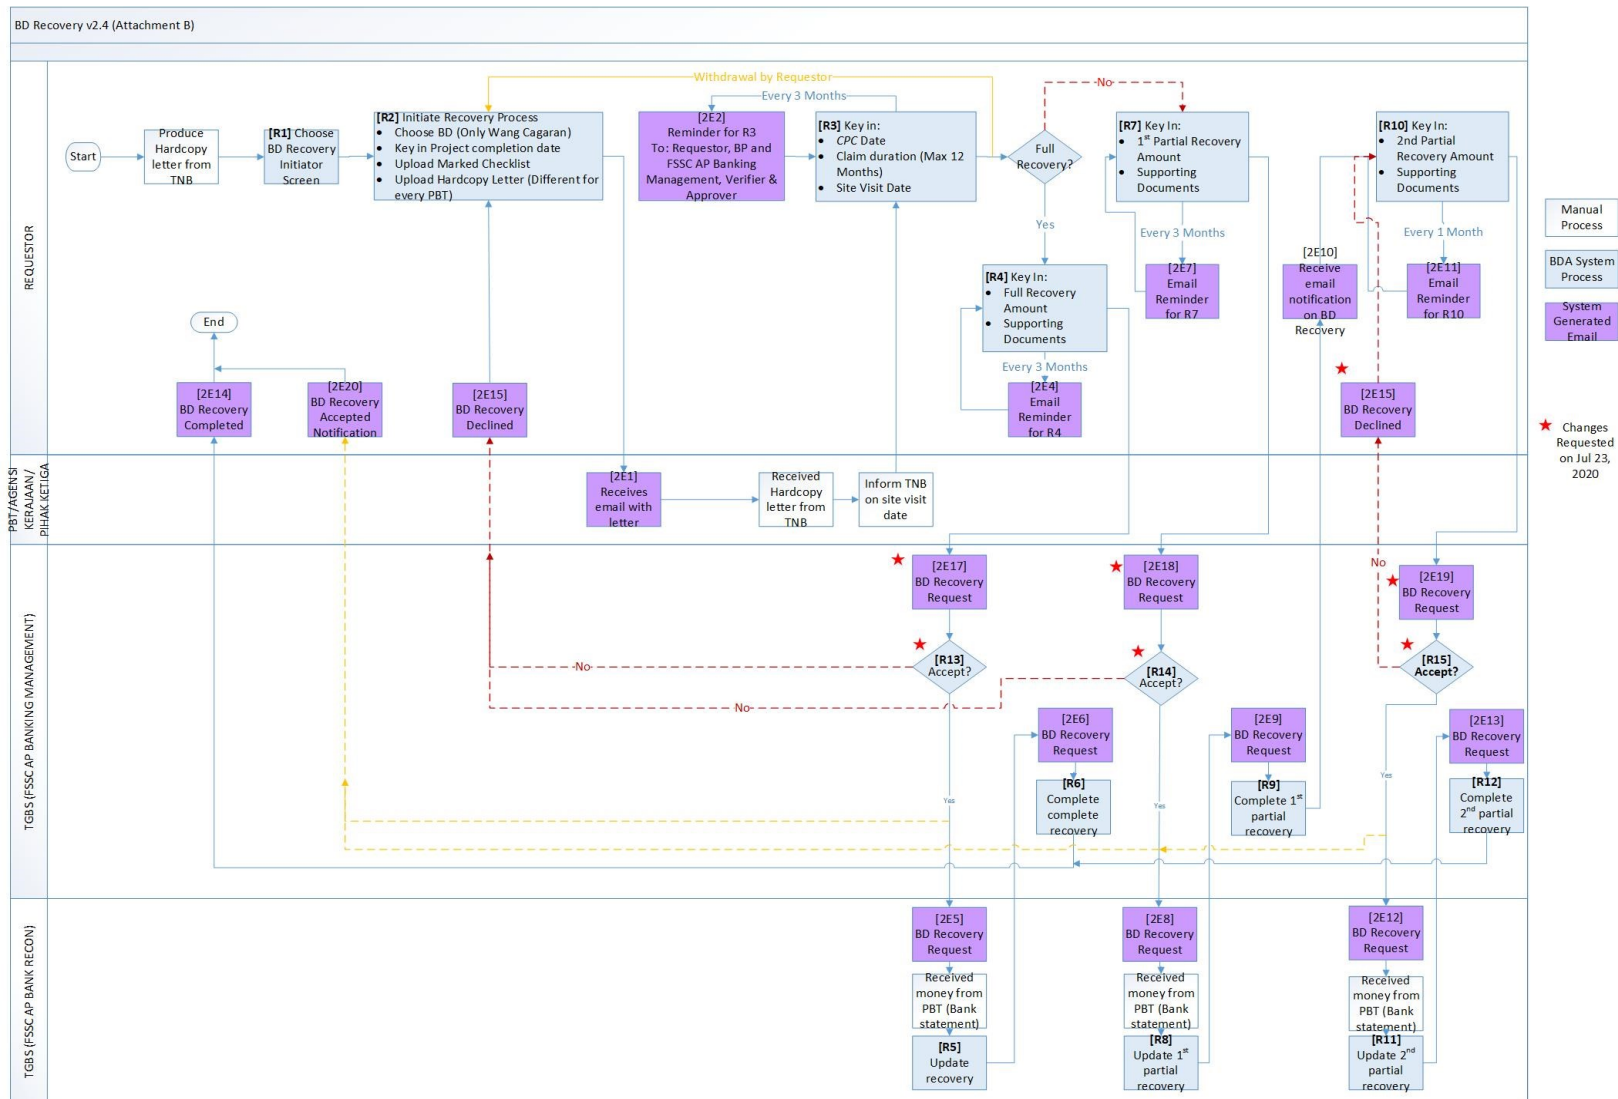 BD Recovery v2.4 (Attachment B)
REQUESTOR
Start
Produce
Hardcopy
letter from
TNB
[R1] Choose
BD Recovery
Initiator
Screen
[R2] Initiate Recovery Process
• Choose BD (Only Wang Cagaran)
• Key in Project completion date
• Upload Marked Checklist
• Upload Hardcopy Letter (Different for
every PBT)
Withdrawal by Requestor
Every 3 Months
[2E2]
Reminder for R3
To: Requestor, BP and
FSSC AP Banking
Management, Verifier &
Approver
[R3] Key in:
• CPC Date
• Claim duration (Max 12
Months)
• Site Visit Date
Full
Recovery?
No
Yes
[R7] Key In:
• 1st Partial Recovery
Amount
• Supporting
Documents
Every 3 Months
[2E7]
Email
Reminder
for R7
[R10] Key In:
• 2nd Partial
Recovery Amount
• Supporting
Documents
Every 1 Month
[2E10]
Receive
email
notification
on BD
Recovery
[2E11]
Email
Reminder
for R10
[R4] Key In:
• Full Recovery
Amount
• Supporting
Documents
Every 3 Months
[2E4]
Email
Reminder
for R4
End
[2E14]
BD Recovery
Completed
[2E20]
BD Recovery
Accepted
Notification
[2E15]
BD Recovery
Declined
[2E15]
BD Recovery
Declined
Manual
Process
BDA System
Process
System
Generated
Email
Changes
Requested
on Jul 23,
2020
PBT/AGENSI
KERAJAAN/
PIHAK KETIGA
[2E1]
Receives
email with
letter
Received
Hardcopy
letter from
TNB
Inform TNB
on site visit
date
TGBS (FSSC AP BANKING MANAGEMENT)
[2E17]
BD Recovery
Request
[2E18]
BD Recovery
Request
No
[2E19]
BD Recovery
Request
[R13]
Accept?
No
[R14]
Accept?
No
[R15]
Accept?
[2E6]
BD Recovery
Request
[2E9]
BD Recovery
Request
[2E13]
BD Recovery
Request
Yes
Yes
Yes
[R6]
Complete
complete
recovery
[R9]
Complete 1st
partial
recovery
[R12]
Complete
2nd partial
recovery
TGBS (FSSC AP BANK RECON)
[2E5]
BD Recovery
Request
[2E8]
BD Recovery
Request
[2E12]
BD Recovery
Request
Received
money from
PBT (Bank
statement)
Received
money from
PBT (Bank
statement)
Received
money from
PBT (Bank
statement)
[R5]
Update
recovery
[R8]
Update 1st
partial
recovery
[R11]
Update 2nd
partial
recovery